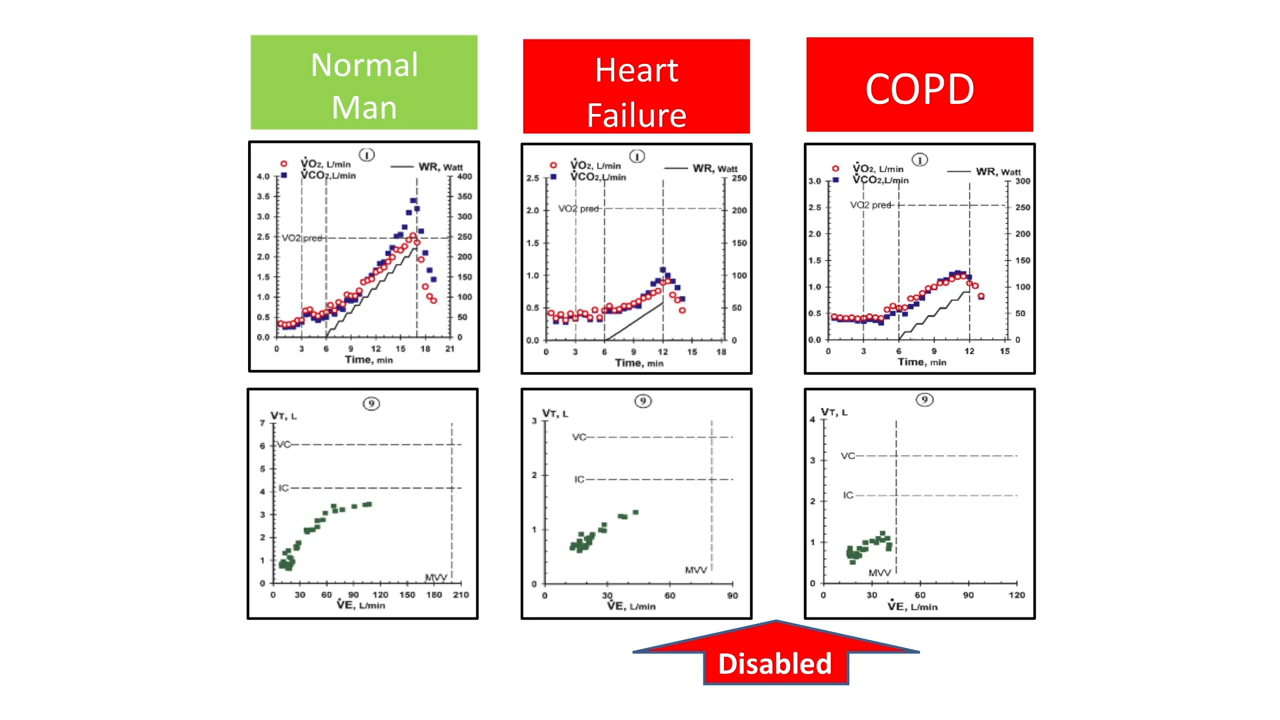 Normal
Man
Heart
Failure
COPD
1
V̇O2, L/min
V̇CO2,L/min
WR, Watt
4.0 3.5 3.0 2.5 2.0 1.5 1.0 0.5 0.0
400 350 300 250 200 150 100 50 0
VO2 pred
0 3 6 9 12 15 18 21
Time, min
1
V̇O2, L/min
V̇CO2,L/min
WR, Watt
2.5 2.0 1.5 1.0 0.5 0.0
250 200 150 100 50 0
VO2 pred
0 3 6 9 12 15 18
Time, min
1
V̇O2, L/min
V̇CO2,L/min
WR, Watt
3.0 2.5 2.0 1.5 1.0 0.5 0.0
300 250 200 150 100 50 0
VO2 pred
0 3 6 9 12 15
Time, min
9
VT, L
7 6 5 4 3 2 1 0
VC
IC
MVV
0 30 60 90 120 150 180 210
V̇E, L/min
9
VT, L
3 2 1 0
VC
IC
MVV
0 30 60 90
V̇E, L/min
9
VT, L
4 3 2 1 0
VC
IC
MVV
0 30 60 90 120
V̇E, L/min
Disabled